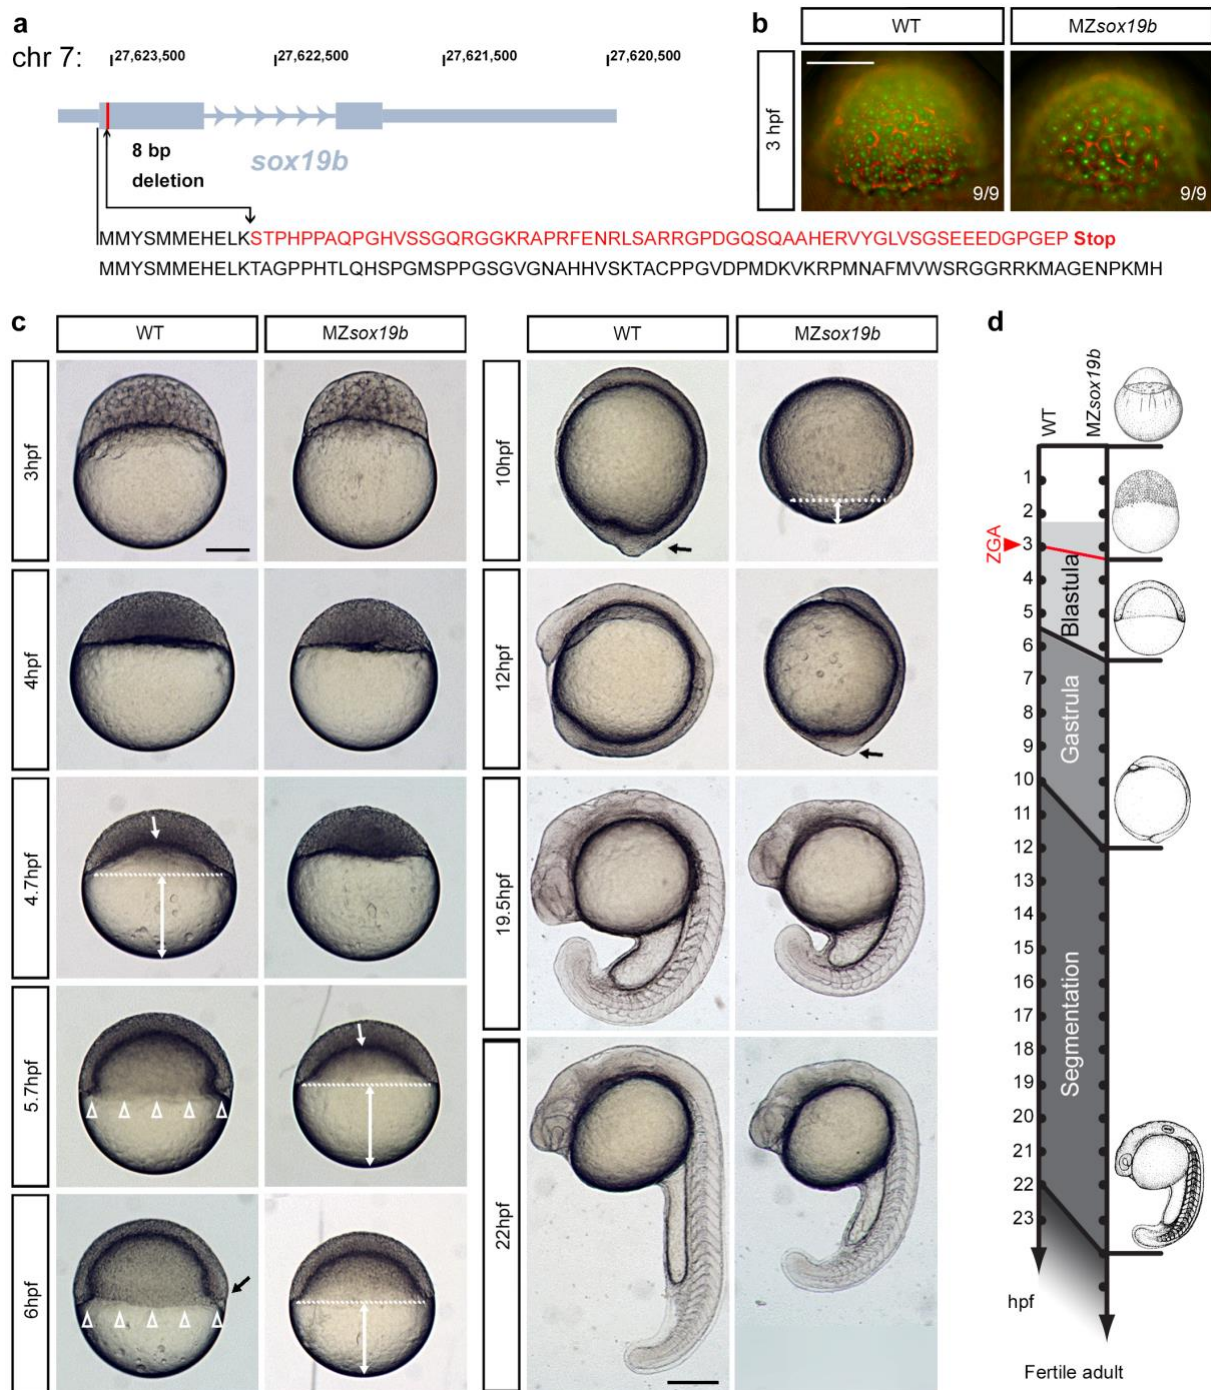 a
chr 7:
27,623,500
27,622,500
27,621,500
27,620,500
8 bp
deletion
sox19b
MMYSMMEHELKSTPHPPAQPGHVSSGQRGGKRAPRFENRLSARRGPDGQSQAAHERVYGLVSGSEEEDGPGEP Stop
MMYSMMEHELKTAGPPHTLQHSPGMSPPGSGVGNAHHVSKTACPPGVDPMDKVKRPMNAFMVWSRGGRRKMAGENPKMH
b
WT
MZsox19b
3 hpf
9/9
9/9
c
WT
MZsox19b
3hpf
4hpf
4.7hpf
5.7hpf
6hpf
WT
MZsox19b
10hpf
12hpf
19.5hpf
22hpf
d
WT
MZsox19b
1
2
3
4
5
6
7
8
9
10
11
12
13
14
15
16
17
18
19
20
21
22
23
ZGA
Blastula
Gastrula
Segmentation
hpf
Fertile adult